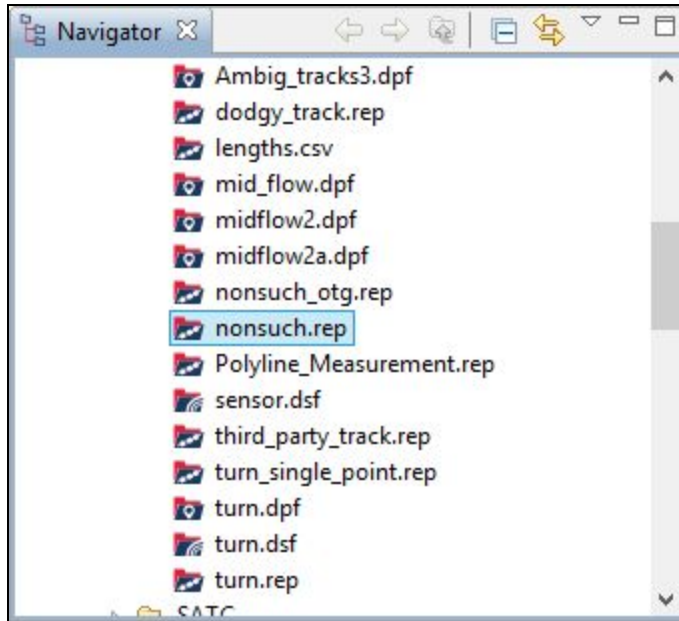 Navigator
Ambig_tracks3.dpf
dodgy_track.rep
lengths.csv
mid_flow.dpf
midflow2.dpf
midflow2a.dpf
nonsuch_otg.rep
nonsuch.rep
Polyline_Measurement.rep
sensor.dsf
third_party_track.rep
turn_single_point.rep
turn.dpf
turn.dsf
turn.rep
SATC